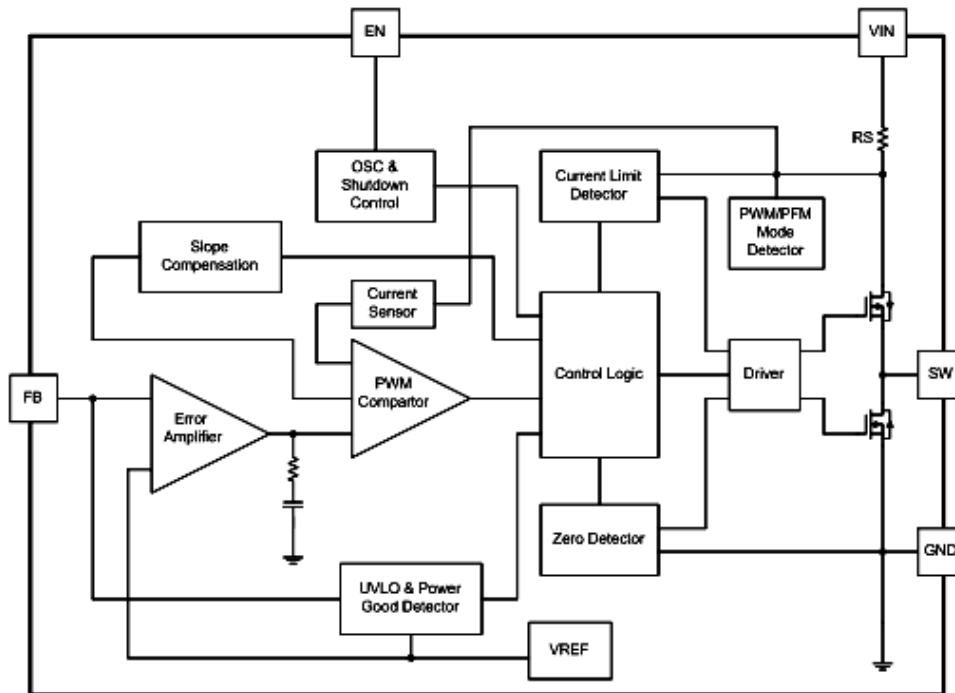 EN
VIN
RS
OSC &
Shutdown
Control
Current Limit
Detector
PWM/PFM
Mode
Detector
Slope
Compensation
Current
Sensor
PWM
Compartor
Control Logic
Driver
SW
FB
Error
Amplifier
Zero Detector
GND
UVLO & Power
Good Detector
VREF